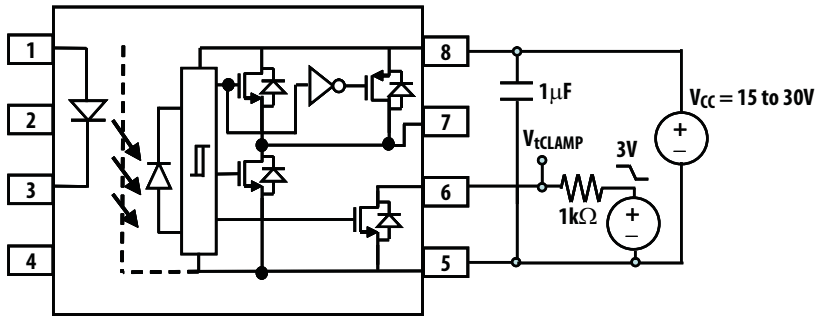 1
2
3
4
8
7
6
5
1μF
V_CC = 15 to 30V
V_tCLAMP
3V
1kΩ
+
−
+
−